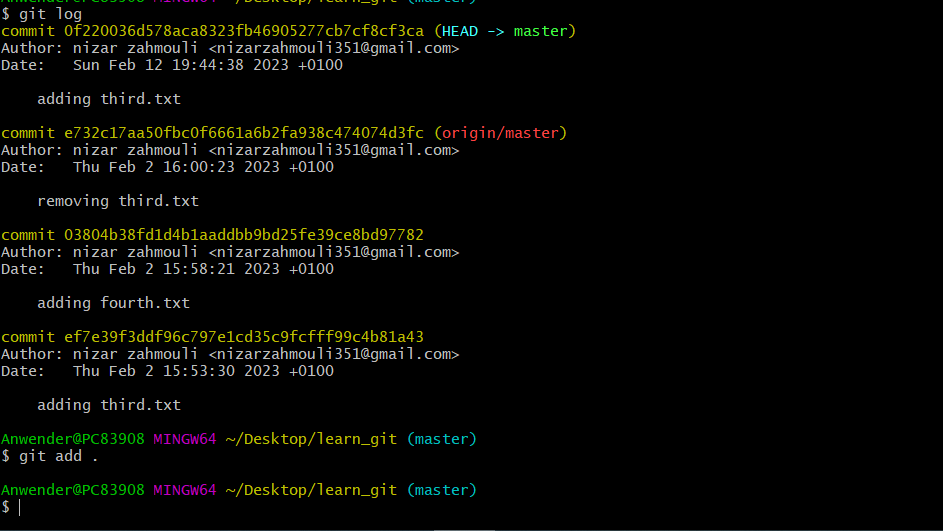 Anwender@PC83908 MINGW64 ~/Desktop/learn_git (master)
$ git log
commit 0f220036d578aca8323fb46905277cb7cf8cf3ca (HEAD -> master)
Author: nizar zahmouli <nizarzahmouli351@gmail.com>
Date:   Sun Feb 12 19:44:38 2023 +0100

    adding third.txt

commit e732c17aa50fbc0f6661a6b2fa938c474074d3fc (origin/master)
Author: nizar zahmouli <nizarzahmouli351@gmail.com>
Date:   Thu Feb 2 16:00:23 2023 +0100

    removing third.txt

commit 03804b38fd1d4b1aaddbb9bd25fe39ce8bd97782
Author: nizar zahmouli <nizarzahmouli351@gmail.com>
Date:   Thu Feb 2 15:58:21 2023 +0100

    adding fourth.txt

commit ef7e39f3ddf96c797e1cd35c9fcfff99c4b81a43
Author: nizar zahmouli <nizarzahmouli351@gmail.com>
Date:   Thu Feb 2 15:53:30 2023 +0100

    adding third.txt

Anwender@PC83908 MINGW64 ~/Desktop/learn_git (master)
$ git add .

Anwender@PC83908 MINGW64 ~/Desktop/learn_git (master)
$